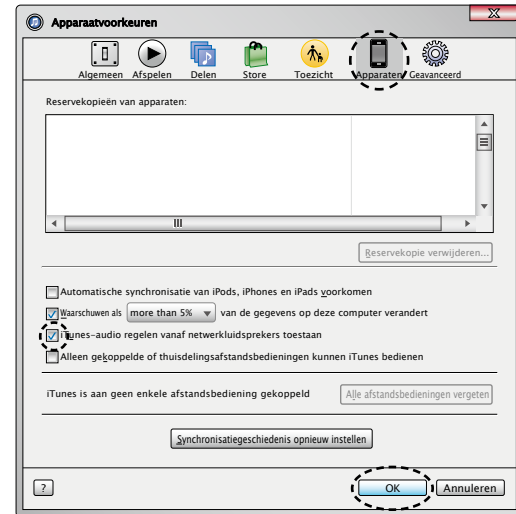 Apparaatvoorkeuren
Algemeen Afspelen Delen Store Toezicht Apparaten Geavanceerd
Reservekopieën van apparaten:
Reservekopie verwijderen...
Automatische synchronisatie van iPods, iPhones en iPads voorkomen
Waarschuwen als more than 5% van de gegevens op deze computer verandert
iTunes-audio regelen vanaf netwerkluidsprekers toestaan
Alleen gekoppelde of thuisdelingsafstandsbedieningen kunnen iTunes bedienen
iTunes is aan geen enkele afstandsbediening gekoppeld Alle afstandsbedieningen vergeten
Synchronisatiegeschiedenis opnieuw instellen
? OK Annuleren